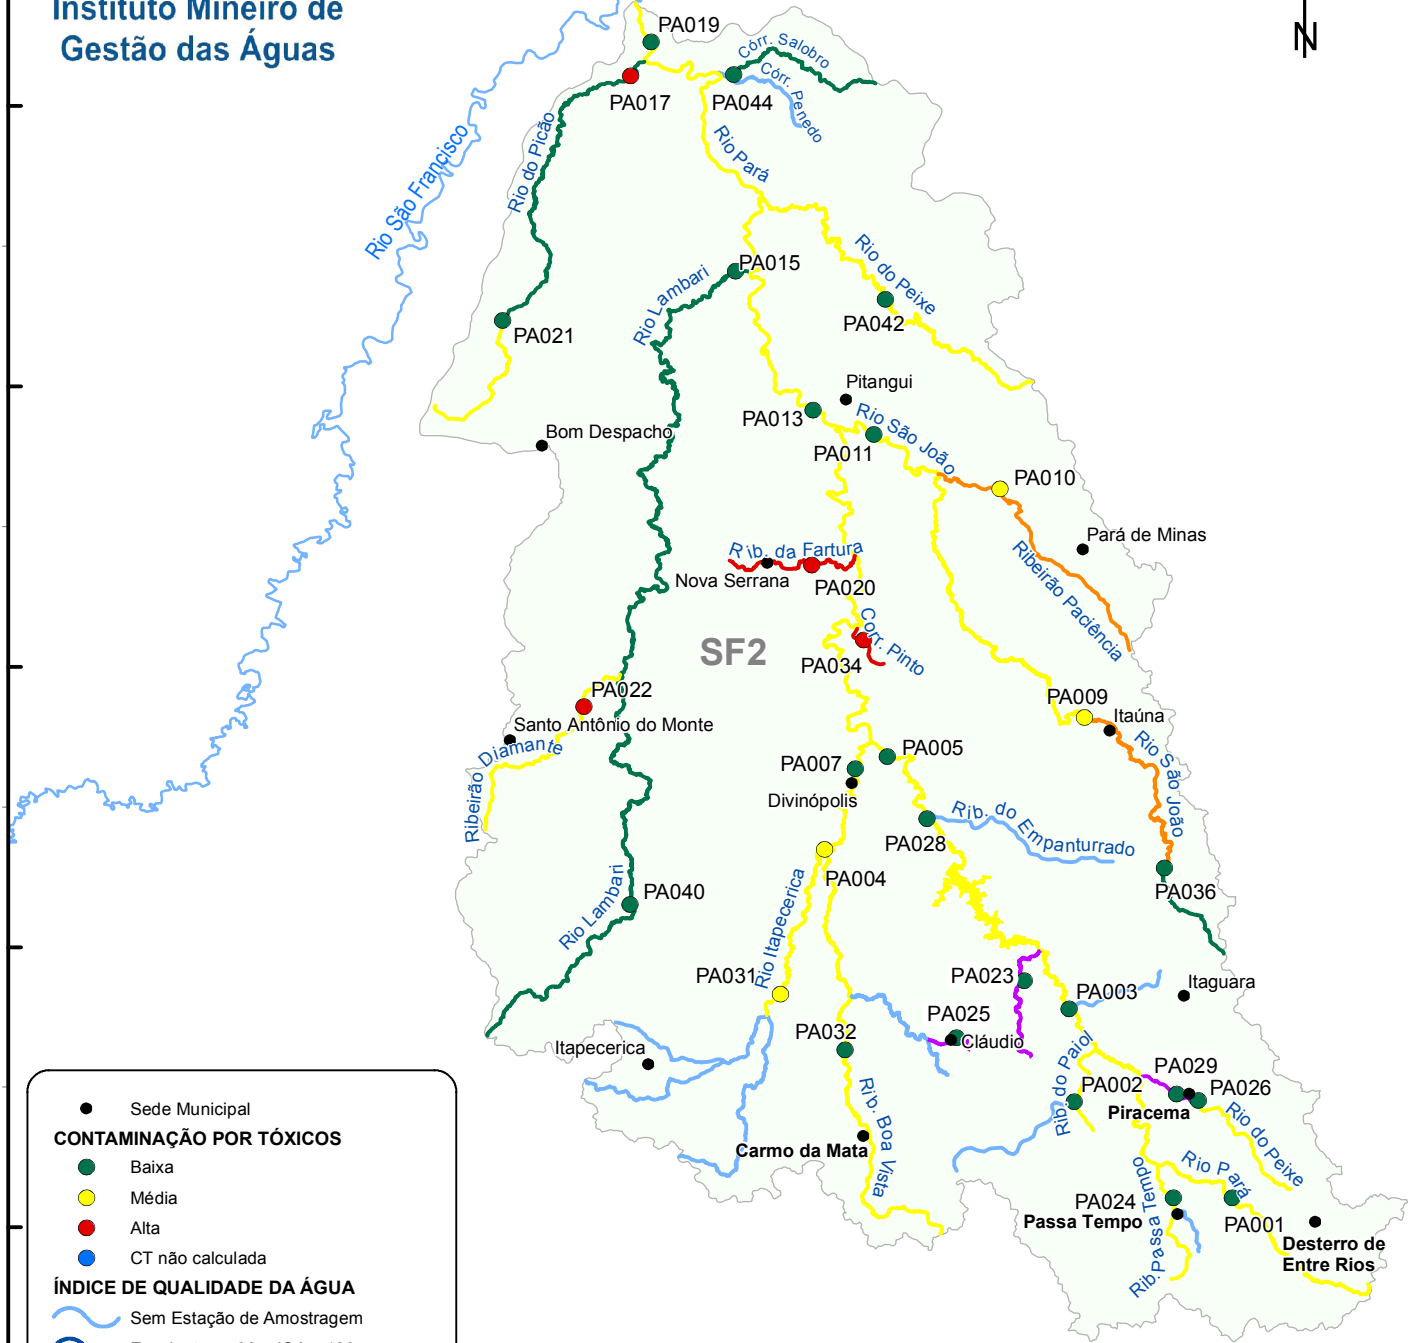 Instituto Mineiro de
Gestão das Águas
N
PA019
Córr. Salobro
PA017
PA044
Córr. Penedo
Rio do Picão
Rio Pará
Rio São Francisco
PA015
Rio do Peixe
Rio Lambari
PA042
PA021
Pitangui
PA013
Rio São João
Bom Despacho
PA011
PA010
Pará de Minas
Rib. da Fartura
Nova Serrana
PA020
Ribeirão Paciência
Corr. Pinto
SF2
PA034
PA022
PA009
Itaúna
Santo Antônio do Monte
Rio São João
Ribeirão Diamante
PA007
PA005
Divinópolis
Rib. do Empanturrado
PA028
PA004
PA036
PA040
Rio Itapecerica
Rio Lambari
PA031
PA023
PA003
Itaguara
PA025
PA032
Cláudio
Itapecerica
Rib. do Paiol
PA029
PA002
PA026
Piracema
Rio do Peixe
Rib. Boa Vista
Carmo da Mata
Rio Pará
PA024
Passa Tempo
Rib. Passa Tempo
PA001
Desterro de
Entre Rios
Sede Municipal
CONTAMINAÇÃO POR TÓXICOS
Baixa
Média
Alta
CT não calculada
ÍNDICE DE QUALIDADE DA ÁGUA
Sem Estação de Amostragem